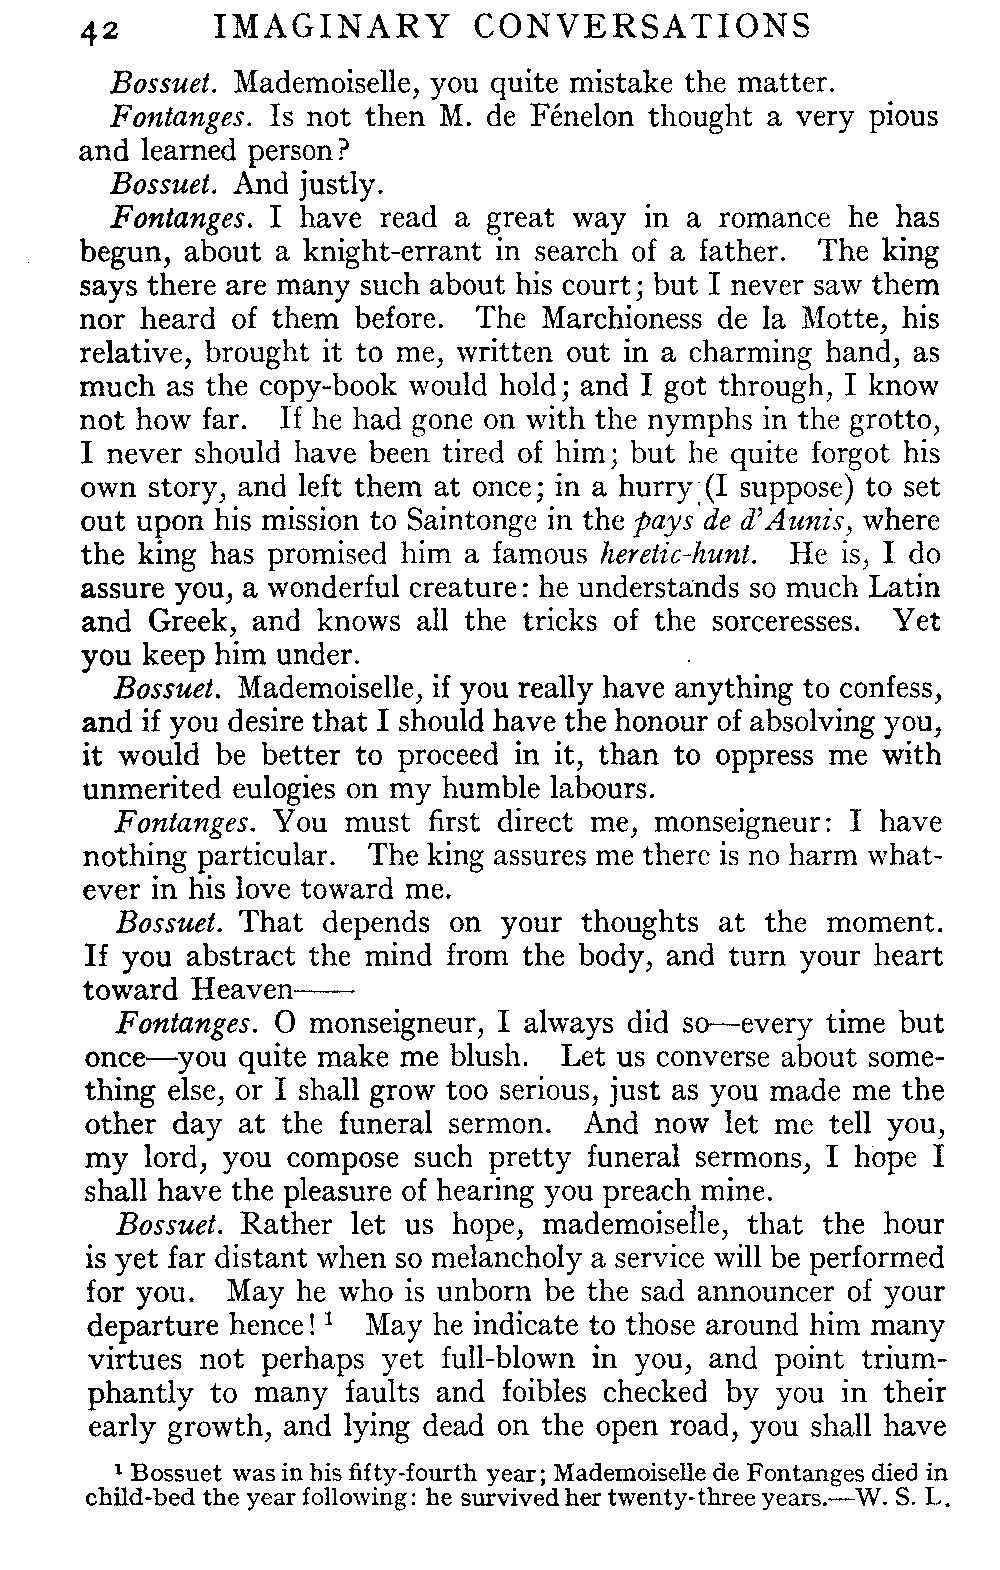 42 IMAGINARY CONVERSATIONS
Bossuet. Mademoiselle, you quite mistake the matter.
Fontanges. Is not then M. de Fénelon thought a very pious
and learned person?
Bossuet. And justly.
Fontanges. I have read a great way in a romance he has
begun, about a knight-errant in search of a father. The king
says there are many such about his court; but I never saw them
nor heard of them before. The Marchioness de la Motte, his
relative, brought it to me, written out in a charming hand, as
much as the copy-book would hold; and I got through, I know
not how far. If he had gone on with the nymphs in the grotto,
I never should have been tired of him; but he quite forgot his
own story, and left them at once; in a hurry (I suppose) to set
out upon his mission to Saintonge in the pays de d'Aunis, where
the king has promised him a famous heretic-hunt. He is, I do
assure you, a wonderful creature: he understands so much Latin
and Greek, and knows all the tricks of the sorceresses. Yet
you keep him under.
Bossuet. Mademoiselle, if you really have anything to confess,
and if you desire that I should have the honour of absolving you,
it would be better to proceed in it, than to oppress me with
unmerited eulogies on my humble labours.
Fontanges. You must first direct me, monseigneur: I have
nothing particular. The king assures me there is no harm what-
ever in his love toward me.
Bossuet. That depends on your thoughts at the moment.
If you abstract the mind from the body, and turn your heart
toward Heaven——
Fontanges. O monseigneur, I always did so—every time but
once—you quite make me blush. Let us converse about some-
thing else, or I shall grow too serious, just as you made me the
other day at the funeral sermon. And now let me tell you,
my lord, you compose such pretty funeral sermons, I hope I
shall have the pleasure of hearing you preach mine.
Bossuet. Rather let us hope, mademoiselle, that the hour
is yet far distant when so melancholy a service will be performed
for you. May he who is unborn be the sad announcer of your
departure hence! ¹ May he indicate to those around him many
virtues not perhaps yet full-blown in you, and point trium-
phantly to many faults and foibles checked by you in their
early growth, and lying dead on the open road, you shall have
¹ Bossuet was in his fifty-fourth year; Mademoiselle de Fontanges died in
child-bed the year following: he survived her twenty-three years.—W. S. L.